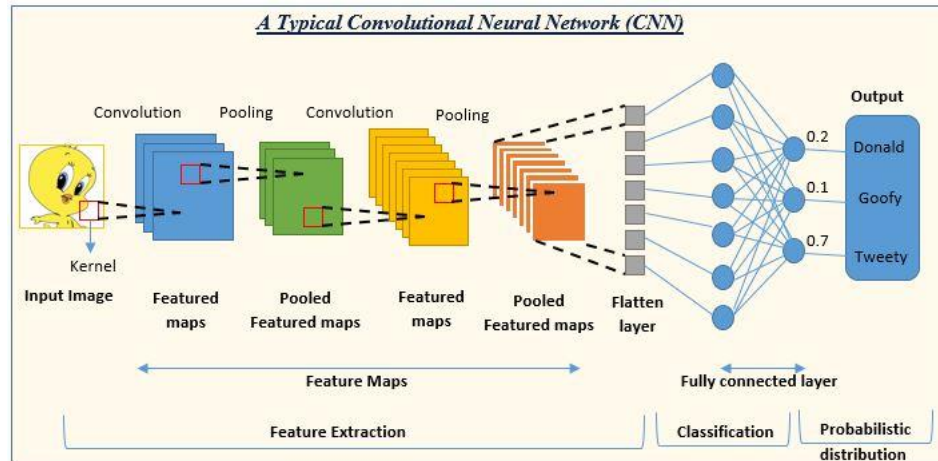 A Typical Convolutional Neural Network (CNN)
Convolution
Pooling
Convolution
Pooling
Output
0.2
Donald
0.1
Goofy
0.7
Tweety
Kernel
Input Image
Featured
maps
Pooled
Featured maps
Featured
maps
Pooled
Featured maps
Flatten
layer
Feature Maps
Fully connected layer
Feature Extraction
Classification
Probabilistic
distribution